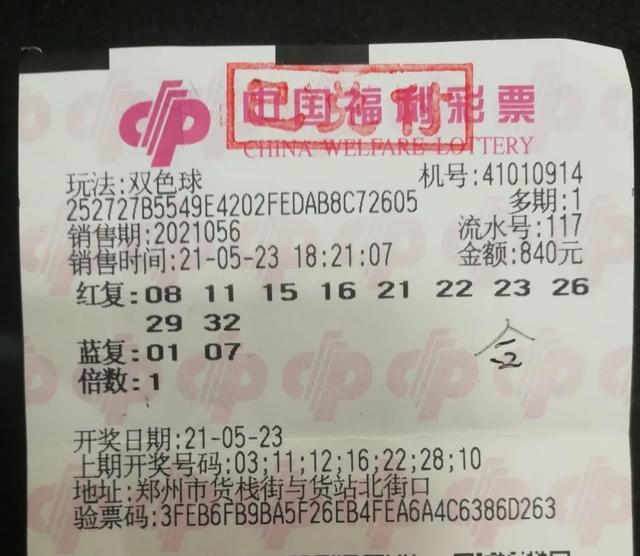 中国福利彩票
已兑付
CHINA WELFARE LOTTERY
玩法:双色球 机号:41010914
252727B5549E4202FEDAB8C72605 多期:1
销售期:2021056 流水号:117
销售时间:21-05-23 18:21:07 金额:840元
红复:08 11 15 16 21 22 23 26
29 32
蓝复:01 07
倍数:1
开奖日期:21-05-23
上期开奖号码:03;11;12;16;22;28;10
地址:郑州市货栈街与货站北街口
验票码:3FEB6FB9BA5F26EB4FEA6A4C6386D263